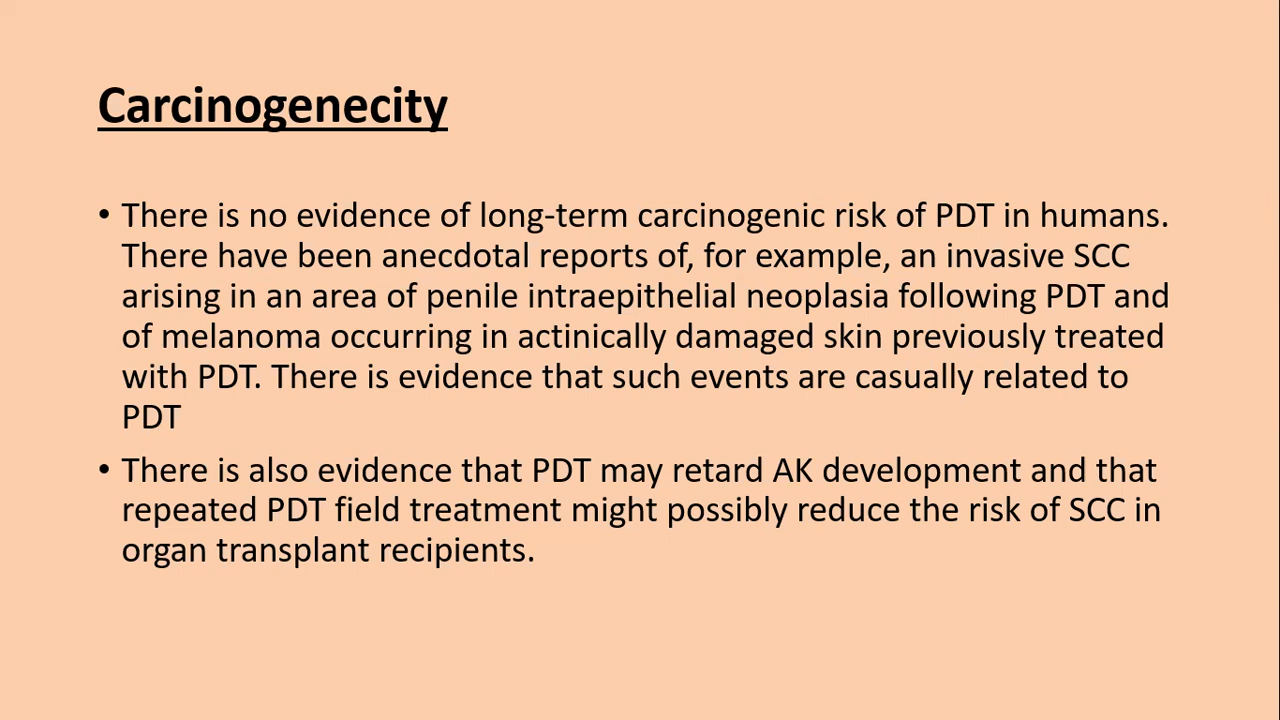 Carcinogenecity
• There is no evidence of long-term carcinogenic risk of PDT in humans.
There have been anecdotal reports of, for example, an invasive SCC
arising in an area of penile intraepithelial neoplasia following PDT and
of melanoma occurring in actinically damaged skin previously treated
with PDT. There is evidence that such events are casually related to
PDT
• There is also evidence that PDT may retard AK development and that
repeated PDT field treatment might possibly reduce the risk of SCC in
organ transplant recipients.